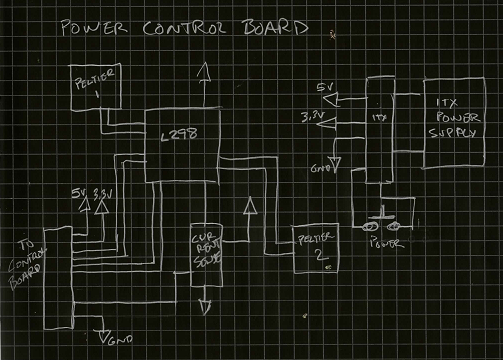 POWER CONTROL BOARD
PELTIER
1
L298
5V
3.3V
GND
ITX
ITX
POWER
SUPPLY
POWER
5V 3.3V
TO
CONTROL
BOARD
CUR
RENT
SENSE
PELTIER
2
GND